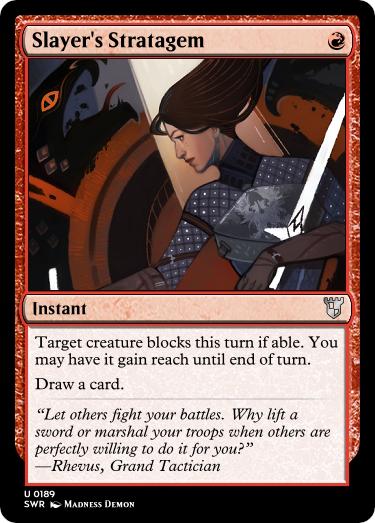 Slayer's Stratagem
Instant
Target creature blocks this turn if able. You
may have it gain reach until end of turn.
Draw a card.
“Let others fight your battles. Why lift a
sword or marshal your troops when others are
perfectly willing to do it for you?”
—Rhevus, Grand Tactician
U 0189
SWR Madness Demon